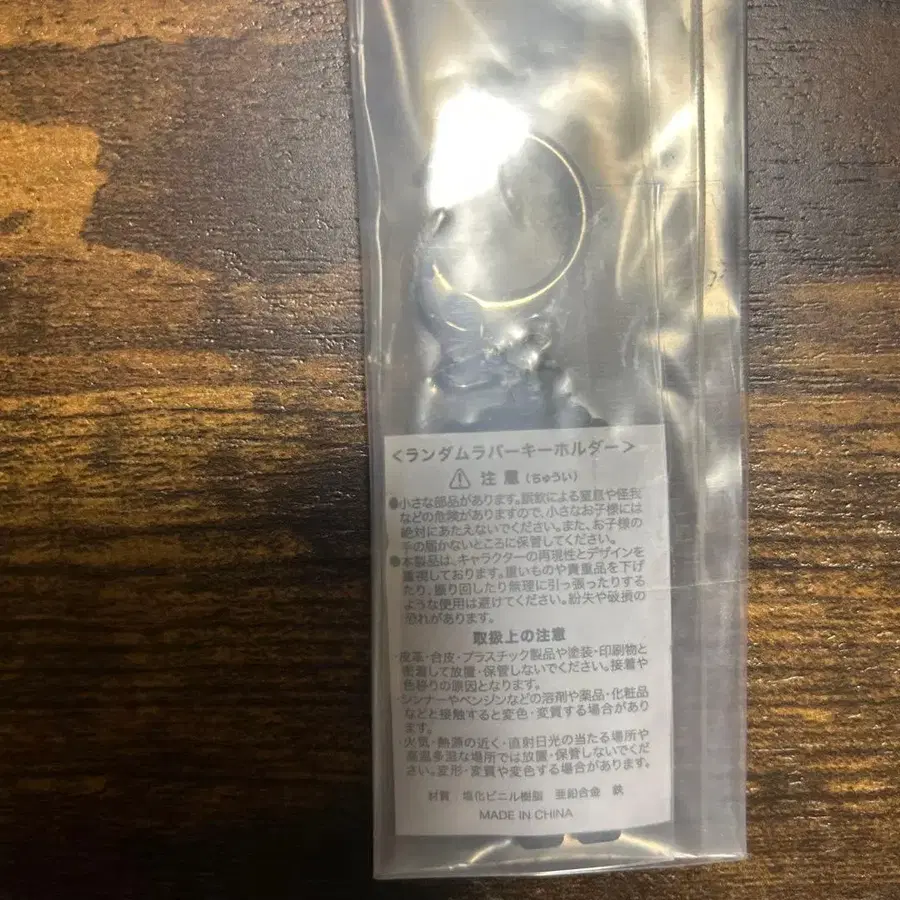 ＜ランダムラバーキーホルダー＞
⚠ 注意(ちゅうい)
●小さな部品があります。誤飲による窒息や怪我
などの危険がありますので、小さなお子様には
絶対にあたえないでください。また、お子様の
手の届かないところに保管してください。
●本製品は、キャラクターの再現性とデザインを
重視しております。重いものや貴重品を下げ
たり、振り回したり無理に引っ張ったりする
ような使用は避けてください。紛失や破損の
恐れがあります。
取扱上の注意
・皮革・合皮・プラスチック製品や塗装・印刷物と
密着して放置・保管しないでください。接着や
色移りの原因となります。
・シンナーやベンジンなどの溶剤や薬品・化粧品
などと接触すると変色・変質する場合があり
ます。
・火気・熱源の近く・直射日光の当たる場所や
高温多湿な場所では放置・保管しないでくだ
さい。変形・変質や変色する場合があります。
材質 塩化ビニル樹脂 亜鉛合金 鉄
MADE IN CHINA